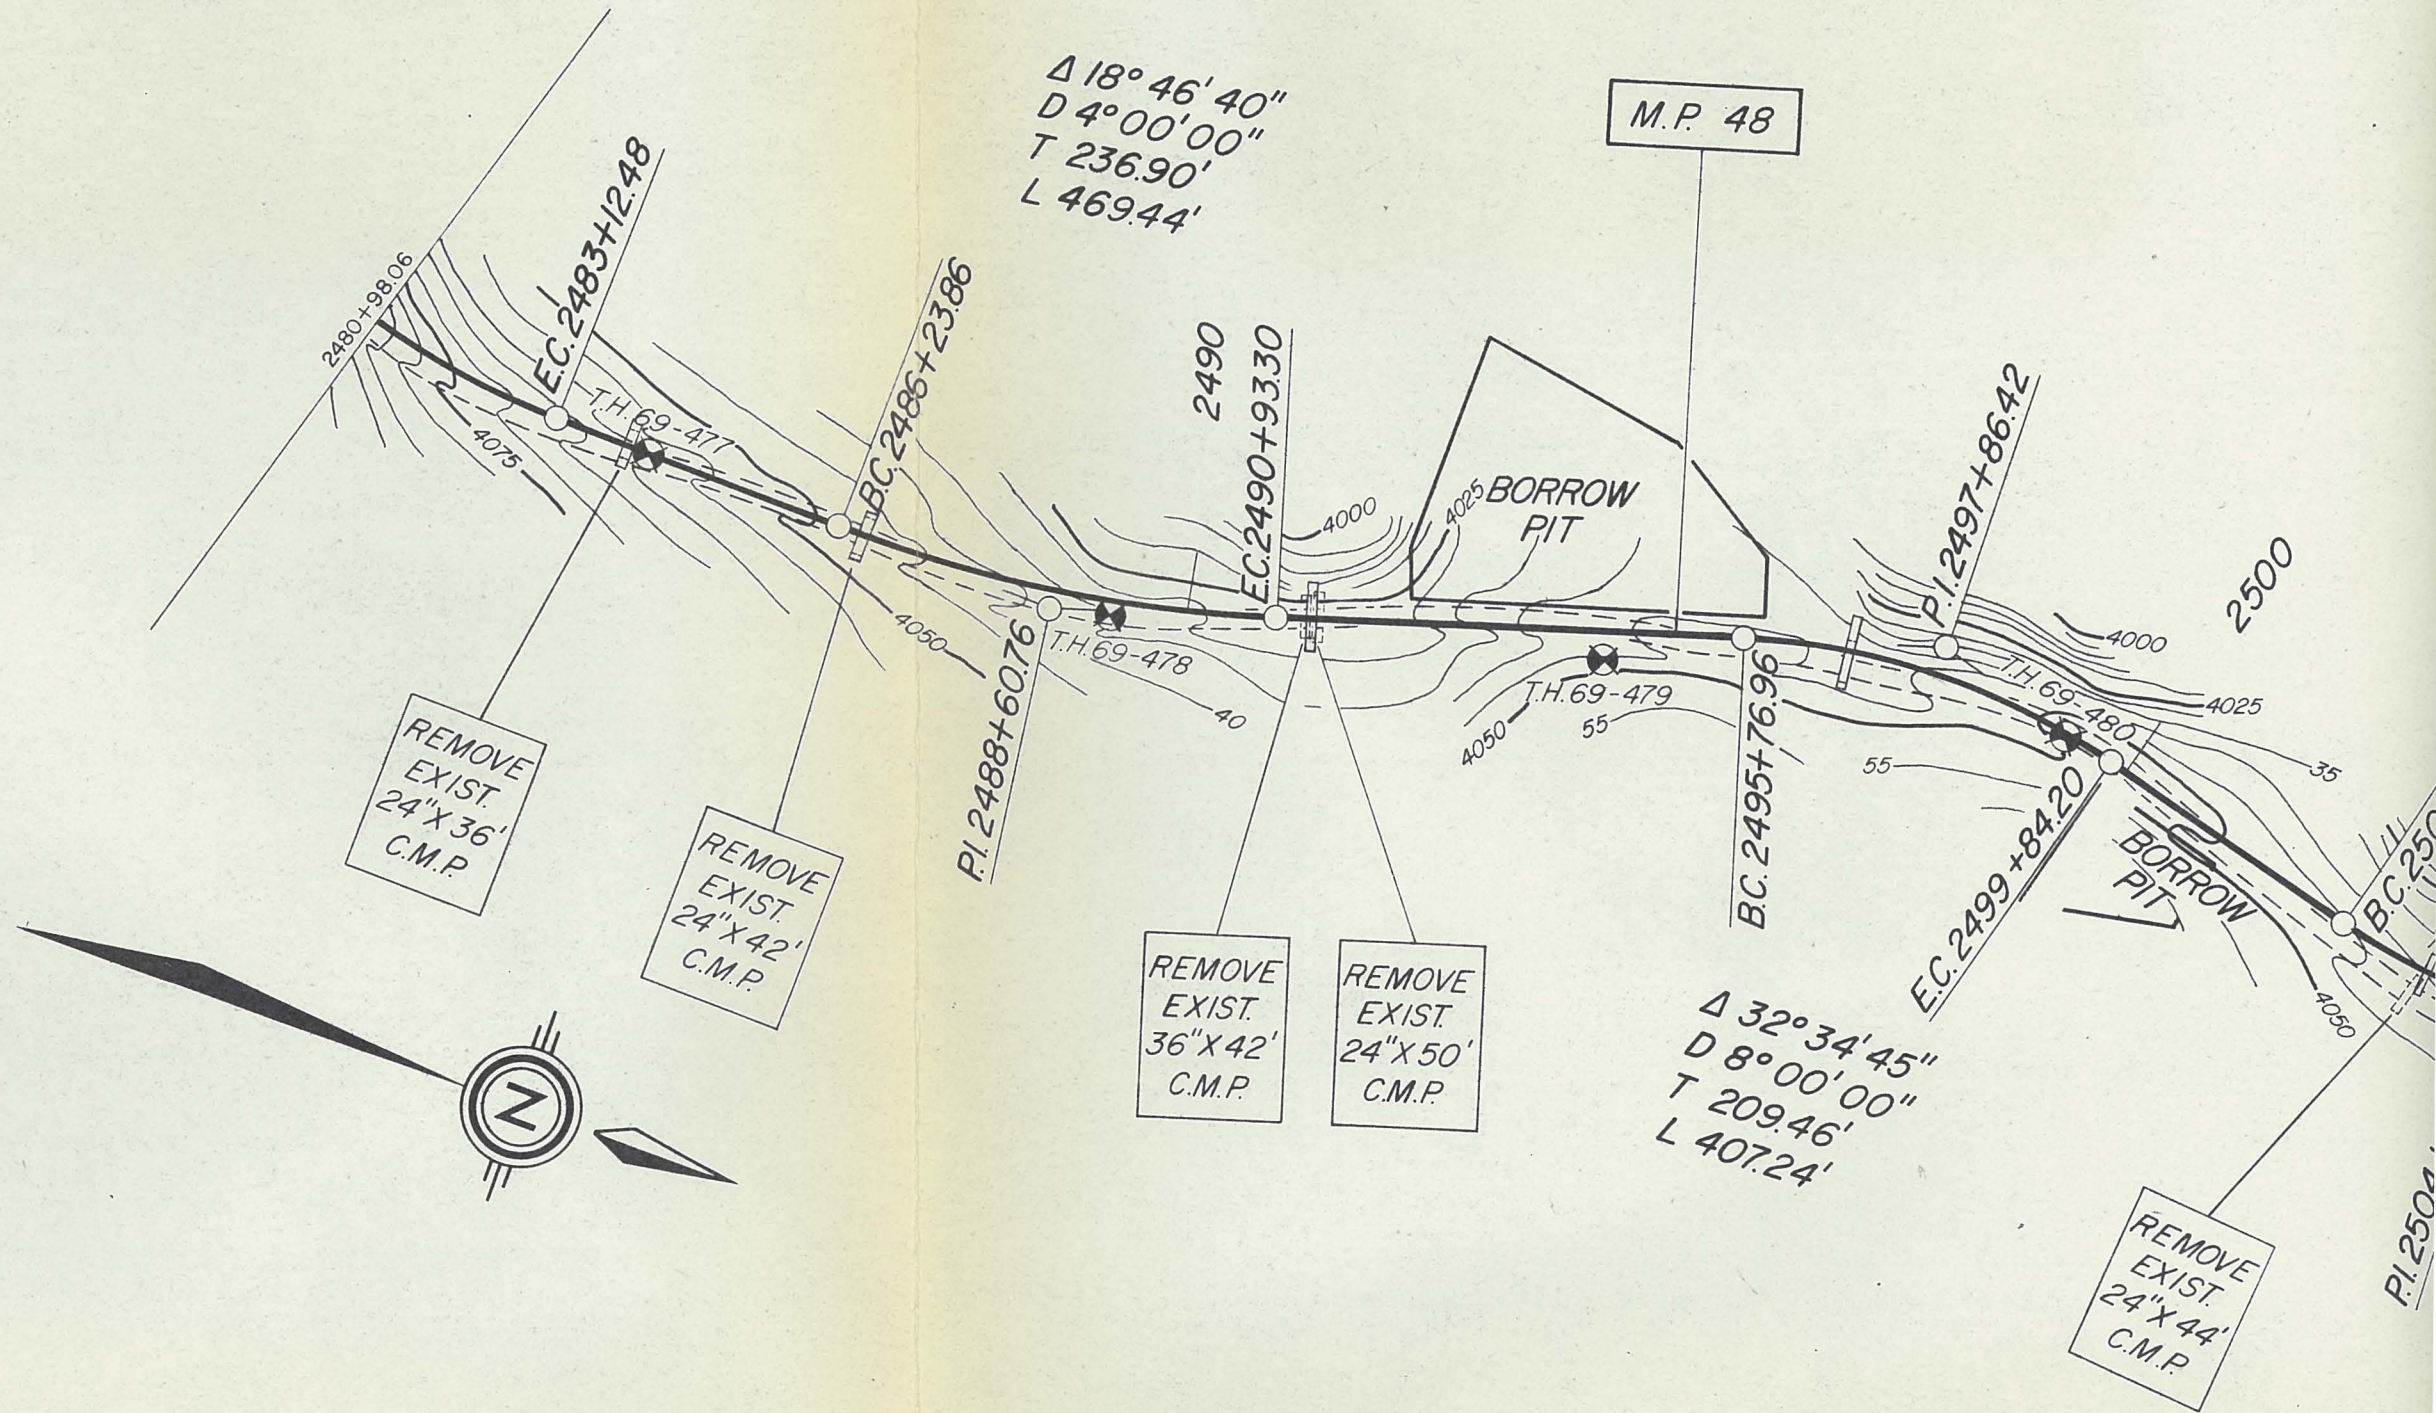 Δ 18° 46' 40"
D 4° 00' 00"
T 236.90'
L 469.44'
M.P. 48
2480+98.06
E.C. 2483+12.48
T.H. 69-477
4075
B.C. 2486+23.86
4050
P.I. 2488+60.76
T.H. 69-478
40
2490
E.C. 2490+93.30
4000
4025
BORROW
PIT
T.H. 69-479
4050
55
B.C. 2495+76.96
P.I. 2497+86.42
4000
T.H. 69-480
4025
35
55
2500
E.C. 2499+84.20
BORROW
PIT
4050
B.C. 250
P.I. 2504
REMOVE
EXIST.
24"X 36'
C.M.P.
REMOVE
EXIST.
24"X 42'
C.M.P.
REMOVE
EXIST.
36"X 42'
C.M.P.
REMOVE
EXIST.
24"X 50'
C.M.P.
Δ 32° 34' 45"
D 8° 00' 00"
T 209.46'
L 407.24'
REMOVE
EXIST.
24"X 44'
C.M.P.
N